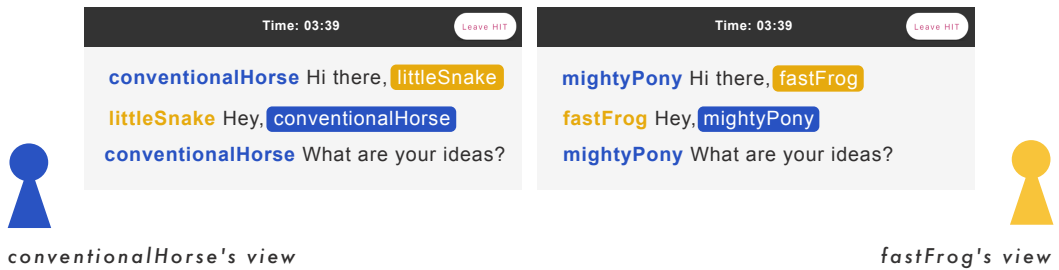 Time: 03:39
Leave HIT
conventionalHorse Hi there, littleSnake
littleSnake Hey, conventionalHorse
conventionalHorse What are your ideas?
conventionalHorse's view
Time: 03:39
Leave HIT
mightyPony Hi there, fastFrog
fastFrog Hey, mightyPony
mightyPony What are your ideas?
fastFrog's view